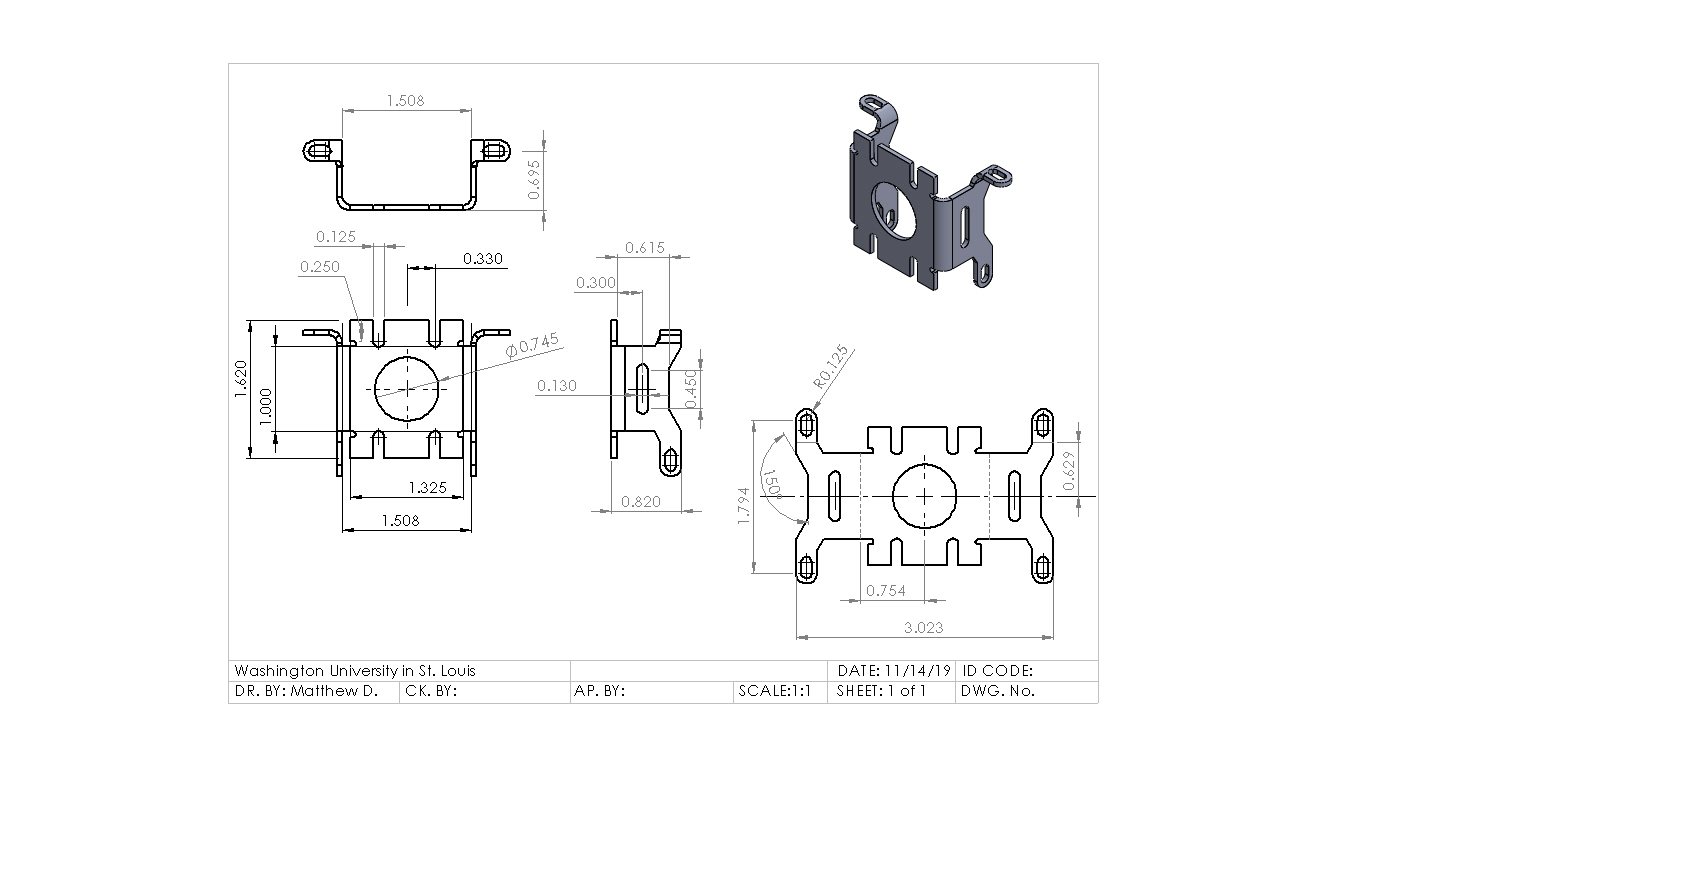 1.508
0.695
0.125
0.250
0.330
Ø0.745
1.620
1.000
1.325
1.508
0.615
0.300
0.130
0.450
0.820
R0.125
150°
1.794
0.629
0.754
3.023
Washington University in St. Louis
DATE: 11/14/19
ID CODE:
DR. BY: Matthew D.
CK. BY:
AP. BY:
SCALE:1:1
SHEET: 1 of 1
DWG. No.